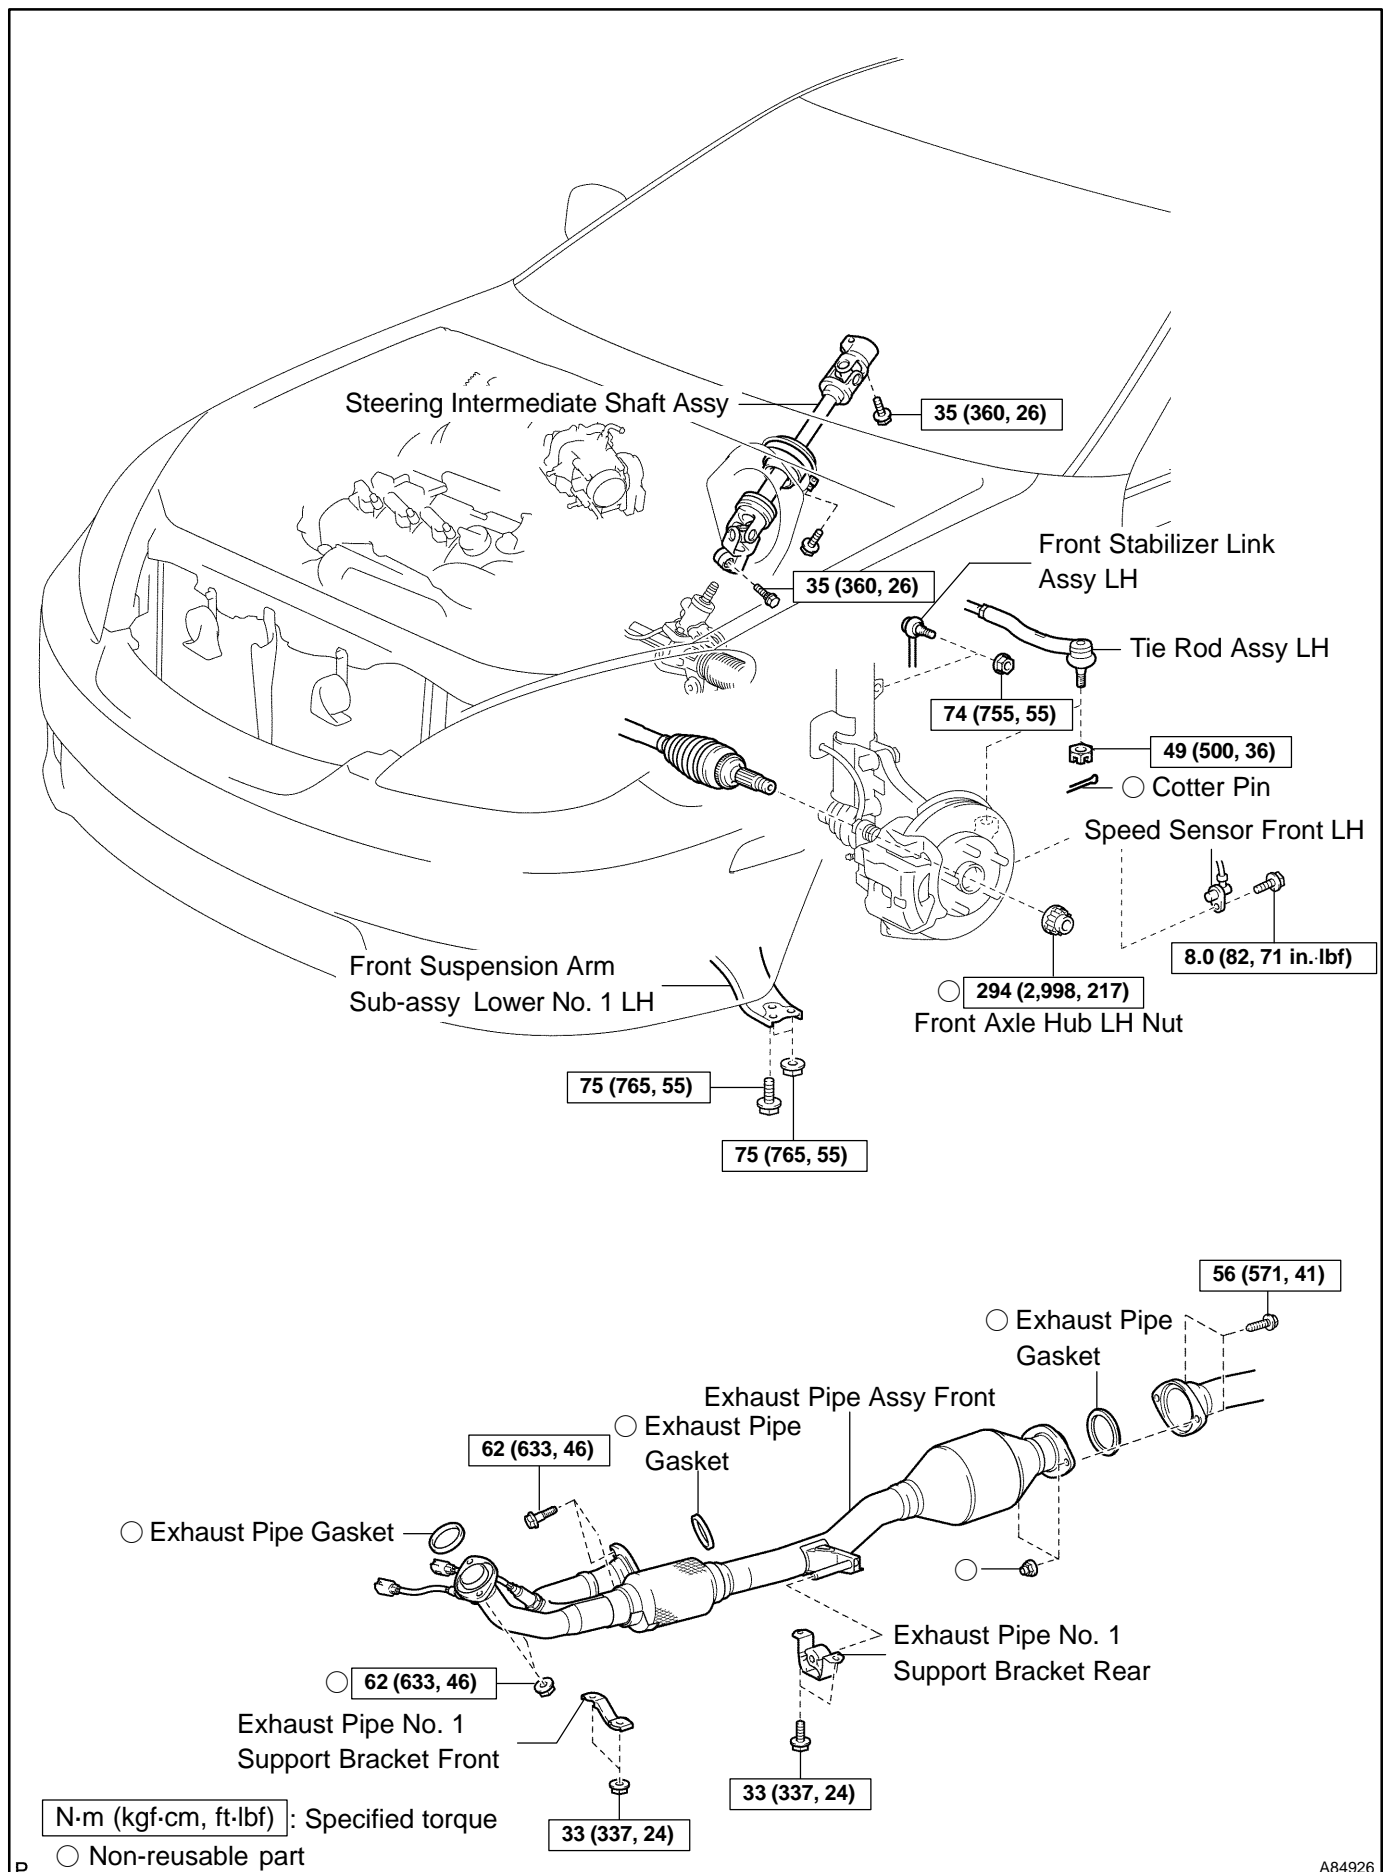 Steering Intermediate Shaft Assy
35 (360, 26)
35 (360, 26)
Front Stabilizer Link
Assy LH
Tie Rod Assy LH
74 (755, 55)
49 (500, 36)
○ Cotter Pin
Speed Sensor Front LH
8.0 (82, 71 in.·lbf)
Front Suspension Arm
Sub-assy Lower No. 1 LH
○ 294 (2,998, 217)
Front Axle Hub LH Nut
75 (765, 55)
75 (765, 55)
56 (571, 41)
○ Exhaust Pipe
Gasket
Exhaust Pipe Assy Front
○ Exhaust Pipe
Gasket
62 (633, 46)
○ Exhaust Pipe Gasket
○
Exhaust Pipe No. 1
Support Bracket Rear
○ 62 (633, 46)
Exhaust Pipe No. 1
Support Bracket Front
33 (337, 24)
33 (337, 24)
N·m (kgf·cm, ft·lbf) : Specified torque
○ Non-reusable part
P
A84926